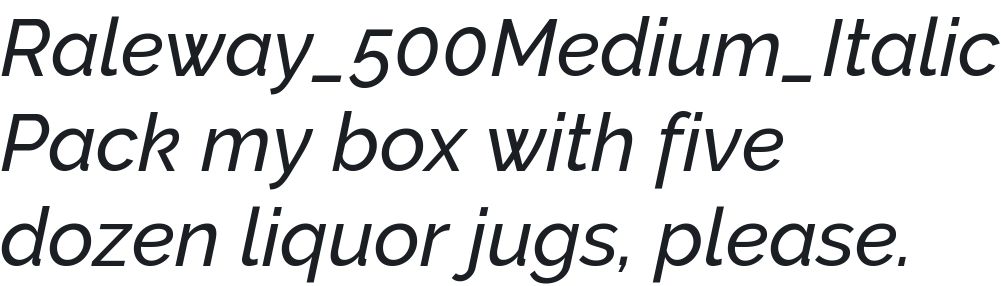 Raleway_500Medium_Italic
Pack my box with five
dozen liquor jugs, please.